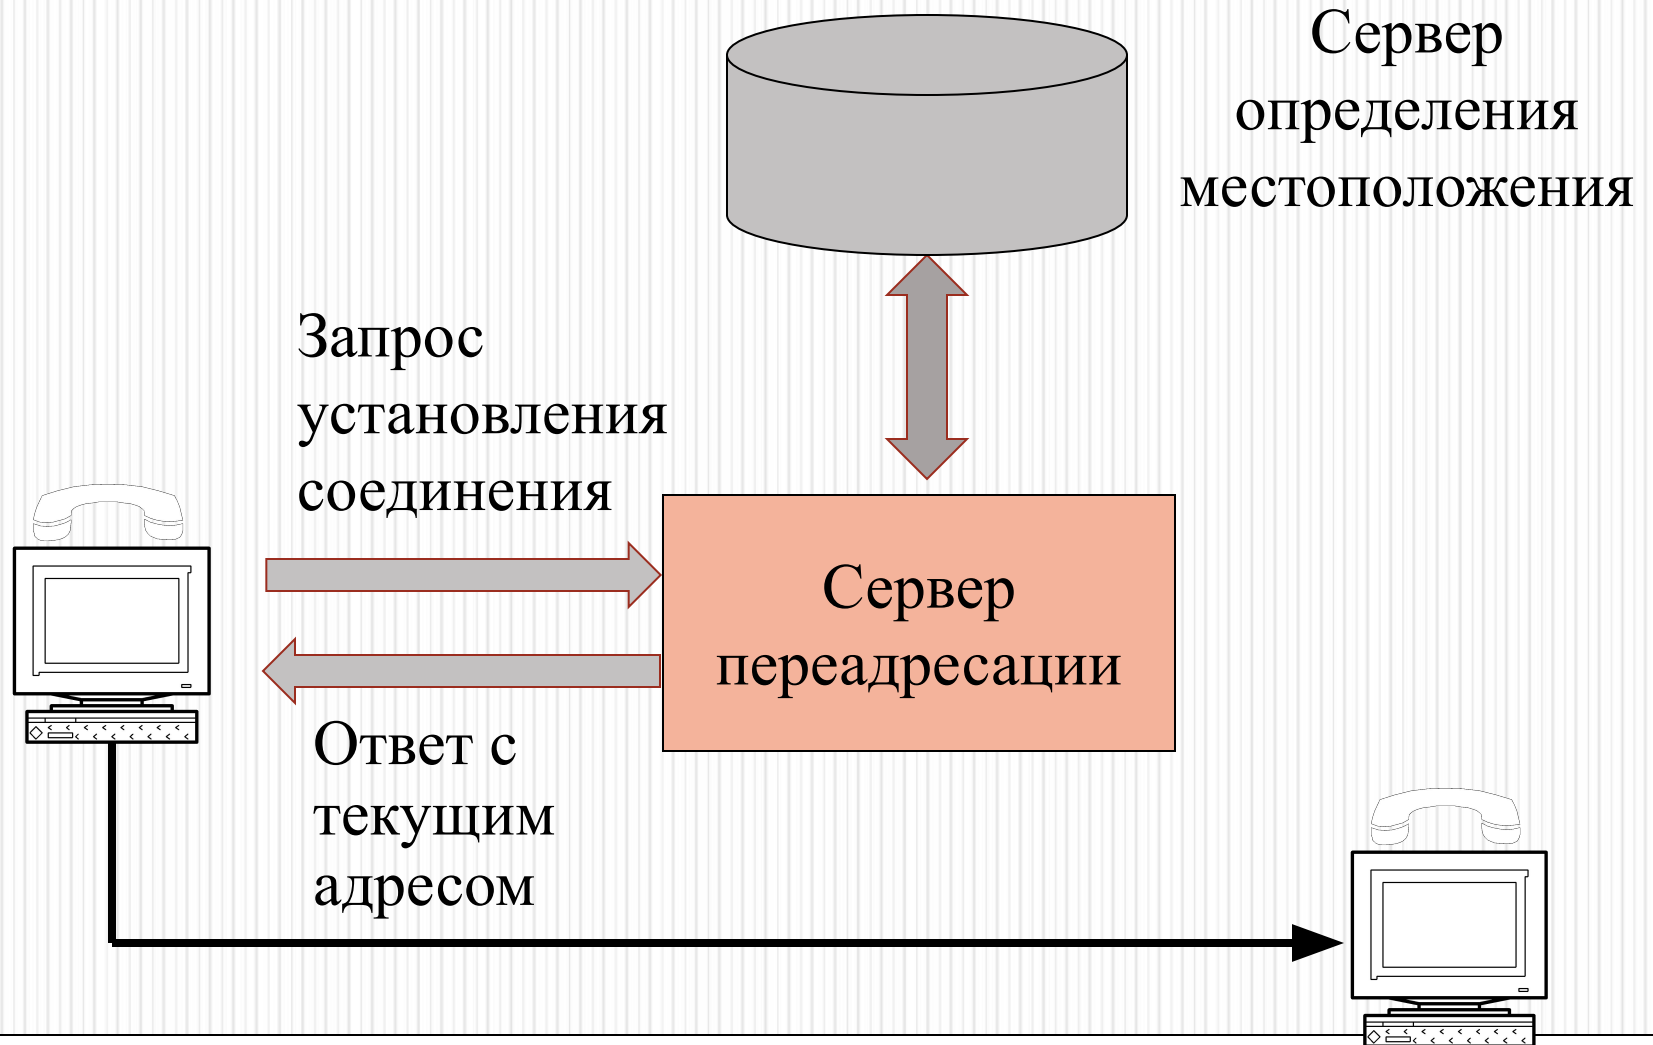 Сервер
определения
местоположения
Запрос
установления
соединения
Сервер
переадресации
Ответ с
текущим
адресом